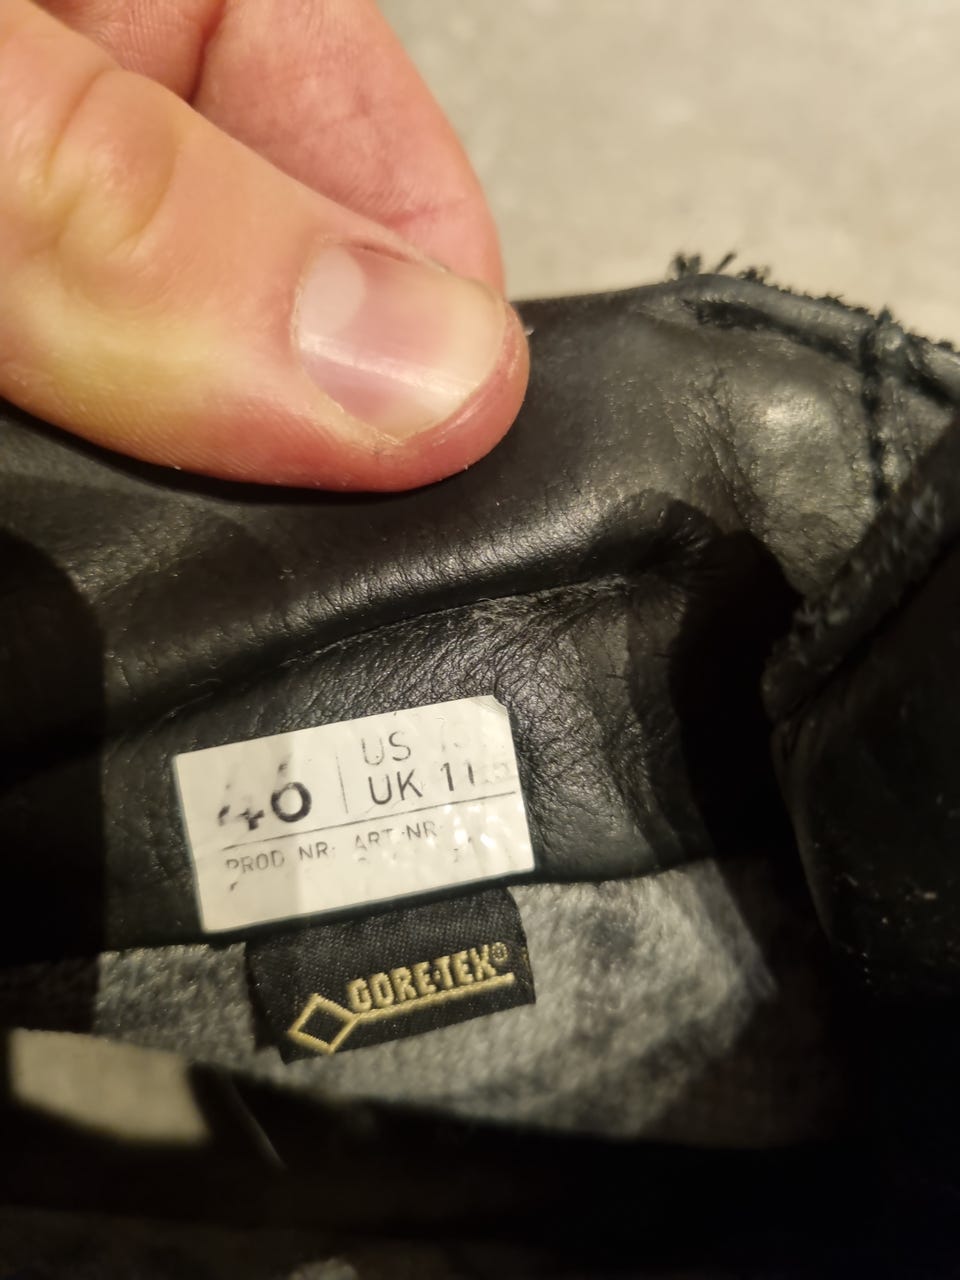 46
US
UK 11
PROD NR: ART-NR
GORE-TEX®